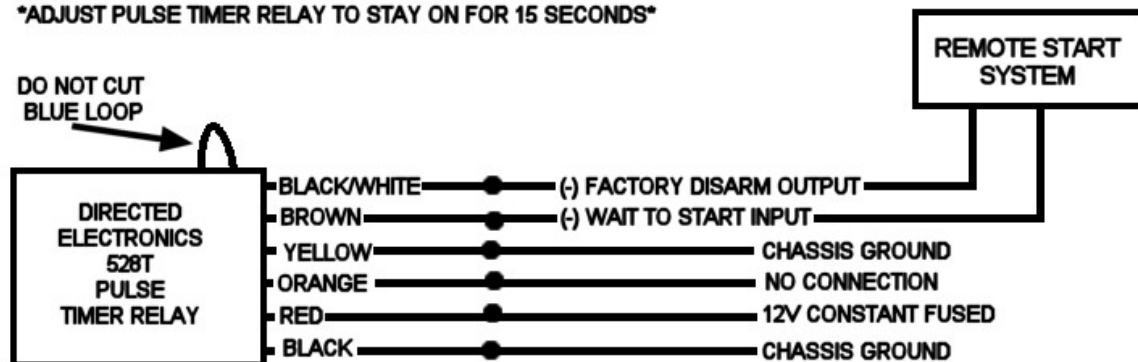 *ADJUST PULSE TIMER RELAY TO STAY ON FOR 15 SECONDS*
REMOTE START
SYSTEM
DO NOT CUT
BLUE LOOP
DIRECTED
ELECTRONICS
528T
PULSE
TIMER RELAY
BLACK/WHITE (-) FACTORY DISARM OUTPUT
BROWN (-) WAIT TO START INPUT
YELLOW CHASSIS GROUND
ORANGE NO CONNECTION
RED 12V CONSTANT FUSED
BLACK CHASSIS GROUND